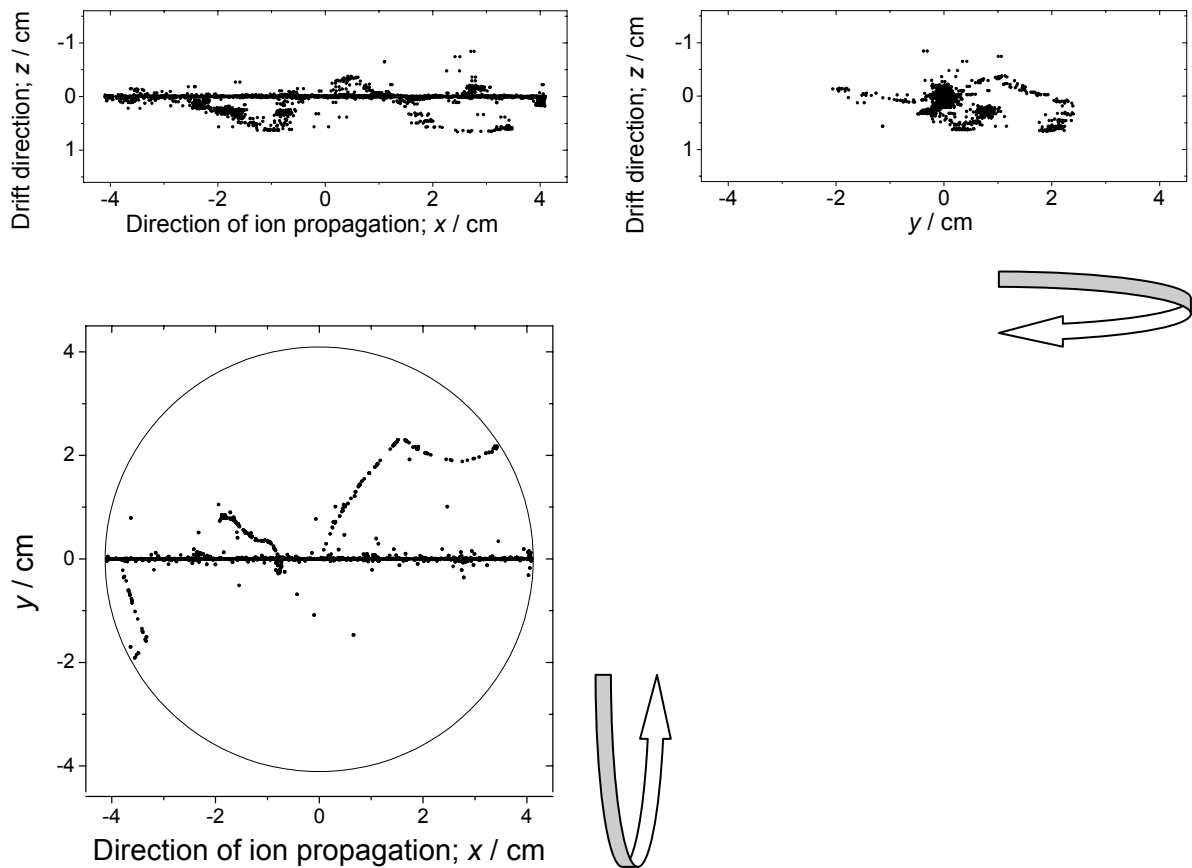 Drift direction; z / cm
-1
0
1
-4 -2 0 2 4
Direction of ion propagation; x / cm
Drift direction; z / cm
-1
0
1
-4 -2 0 2 4
y / cm
y / cm
4
2
0
-2
-4
-4 -2 0 2 4
Direction of ion propagation; x / cm